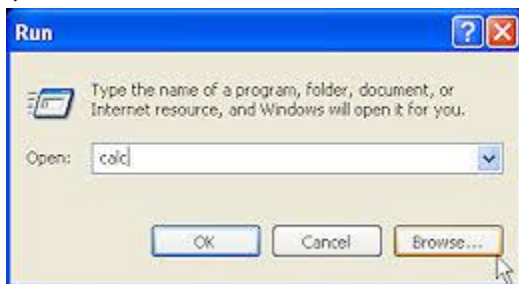 Run
Type the name of a program, folder, document, or
Internet resource, and Windows will open it for you.
Open: calc
OK Cancel Browse...